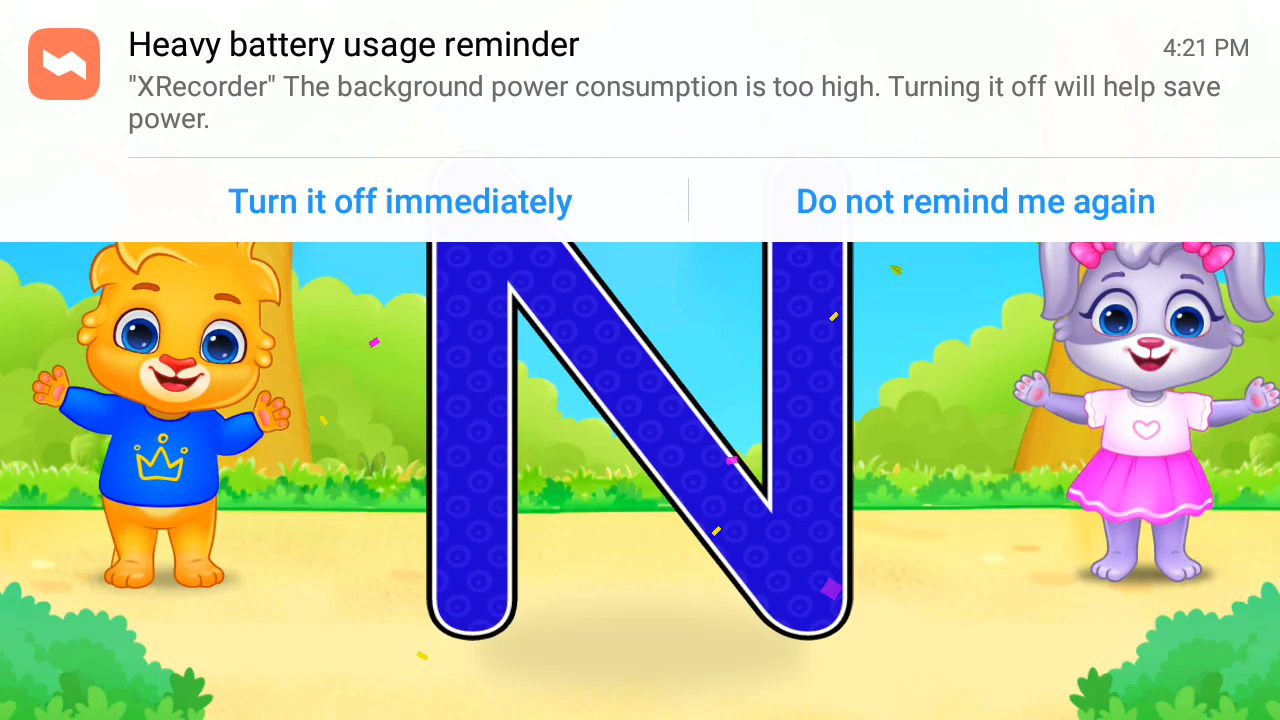 Heavy battery usage reminder
4:21 PM
"XRecorder" The background power consumption is too high. Turning it off will help save
power.
Turn it off immediately
Do not remind me again
N